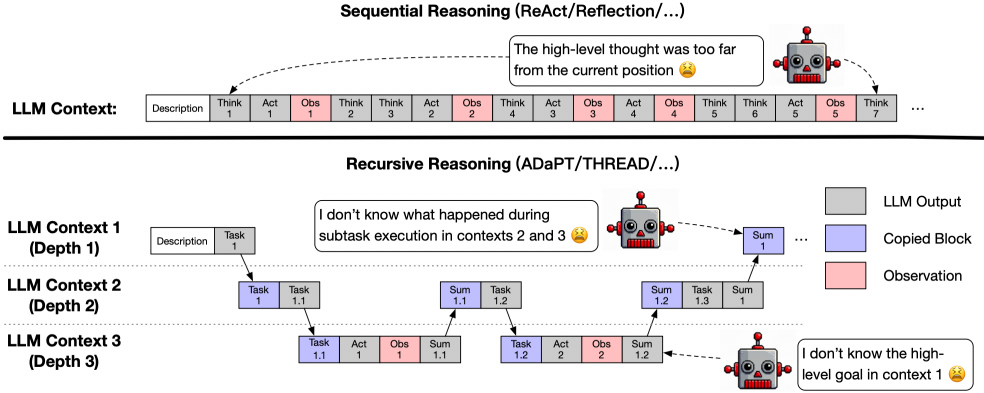 Sequential Reasoning (ReAct/Reflection/…)
The high-level thought was too far
from the current position 😫
LLM Context:
Description Think 1 Act 1 Obs 1 Think 2 Think 3 Act 2 Obs 2 Think 4 Act 3 Obs 3 Act 4 Obs 4 Think 5 Think 6 Act 5 Obs 5 Think 7 …
Recursive Reasoning (ADaPT/THREAD/…)
I don’t know what happened during
subtask execution in contexts 2 and 3 😫
LLM Output
Copied Block
Observation
LLM Context 1
(Depth 1)
Description Task 1
Sum 1 …
LLM Context 2
(Depth 2)
Task 1 Task 1.1
Sum 1.1 Task 1.2
Sum 1.2 Task 1.3 Sum 1
LLM Context 3
(Depth 3)
Task 1.1 Act 1 Obs 1 Sum 1.1
Task 1.2 Act 2 Obs 2 Sum 1.2
I don’t know the high-
level goal in context 1 😫